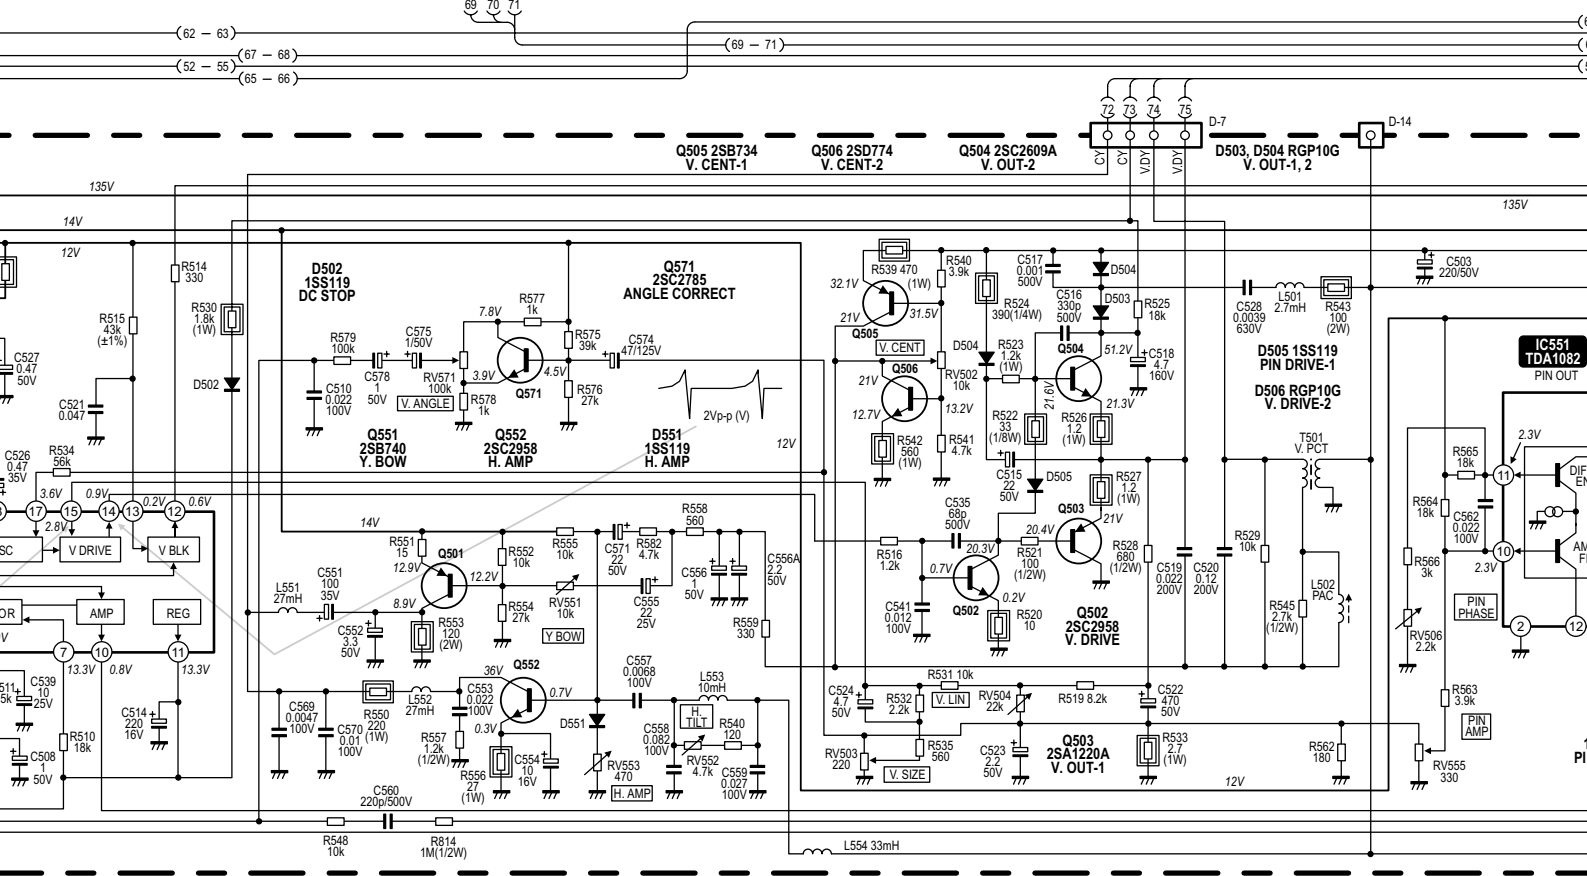 69 70 71
62 — 63
67 — 68
52 — 55
65 — 66
69 — 71
72 73 74 75
D-7
D-14
CY
CY
V.DY
V.DY
Q505 2SB734
V. CENT-1
Q506 2SD774
V. CENT-2
Q504 2SC2609A
V. OUT-2
D503, D504 RGP10G
V. OUT-1, 2
135V
14V
12V
135V
R514
330
R515
43k
(±1%)
R530
1.8k
(1W)
D502
1SS119
DC STOP
Q571
2SC2785
ANGLE CORRECT
7.8V
R577
1k
R579
100k
C575
1/50V
R575
39k
C574
47/125V
C578
1
50V
C510
0.022
100V
RV571
100k
V. ANGLE
3.9V
4.5V
Q571
R578
1k
R576
27k
2Vp-p (V)
C527
0.47
50V
C521
0.047
D502
Q551
2SB740
Y. BOW
Q552
2SC2958
H. AMP
D551
1SS119
H. AMP
12V
R539 470
(1W)
R540
3.9k
32.1V
21V
31.5V
Q505
V. CENT
21V
Q506
RV502
10k
12.7V
13.2V
R542
560
(1W)
R541
4.7k
C517
0.001
500V
D504
D503
R524
390(1/4W)
C516
330p
500V
R525
18k
D504
R523
1.2k
(1W)
Q504
51.2V
C518
4.7
160V
21.6V
21.3V
R522
33
(1/8W)
R526
1.2
(1W)
C515
22
50V
D505
R527
1.2
(1W)
C503
220/50V
C528
0.0039
630V
L501
2.7mH
R543
100
(2W)
D505 1SS119
PIN DRIVE-1
D506 RGP10G
V. DRIVE-2
T501
V. PCT
IC551
TDA1082
PIN OUT
2.3V
R565
18k
11
R564
18k
C562
0.022
100V
10
2.3V
R566
3k
PIN
PHASE
RV506
2.2k
2
12
C526
0.47
35V
R534
56k
3.6V
0.9V
0.2V
0.6V
17 15 14 13 12
2.8V
V DRIVE
V BLK
AMP
REG
7 10 11
13.3V
0.8V
13.3V
14V
R551
15
Q501
R552
10k
12.9V
12.2V
R555
10k
C571
22
50V
R582
4.7k
R558
560
C556
1
50V
C556A
2.2
50V
L551
27mH
C551
100
35V
8.9V
R554
27k
RV551
10k
Y BOW
C555
22
25V
R559
330
C552
3.3
50V
R553
120
(2W)
C535
68p
500V
R516
1.2k
20.3V
20.4V
R521
100
(1/2W)
Q503
21V
0.7V
Q502
0.2V
C541
0.012
100V
R520
10
R528
680
(1/2W)
C519
0.022
200V
C520
0.12
200V
R529
10k
R545
2.7k
(1/2W)
L502
PAC
Q502
2SC2958
V. DRIVE
C539
10
25V
C514
220
16V
R510
18k
C508
1
50V
C569
0.0047
100V
C570
0.01
100V
R550
220
(1W)
L552
27mH
C553
0.022
100V
36V
Q552
0.7V
0.3V
R557
1.2k
(1/2W)
R556
27
(1W)
C554
10
16V
D551
RV553
470
H. AMP
C557
0.0068
100V
L553
10mH
H.
TILT
C558
0.082
100V
RV552
4.7k
R540
120
C559
0.027
100V
C524
4.7
50V
R532
2.2k
R531 10k
V. LIN
RV504
22k
R519 8.2k
C522
470
50V
RV503
220
R535
560
V. SIZE
C523
2.2
50V
Q503
2SA1220A
V. OUT-1
R533
2.7
(1W)
R562
180
12V
R563
3.9k
PIN
AMP
RV555
330
C560
220p/500V
R548
10k
R814
1M(1/2W)
L554 33mH